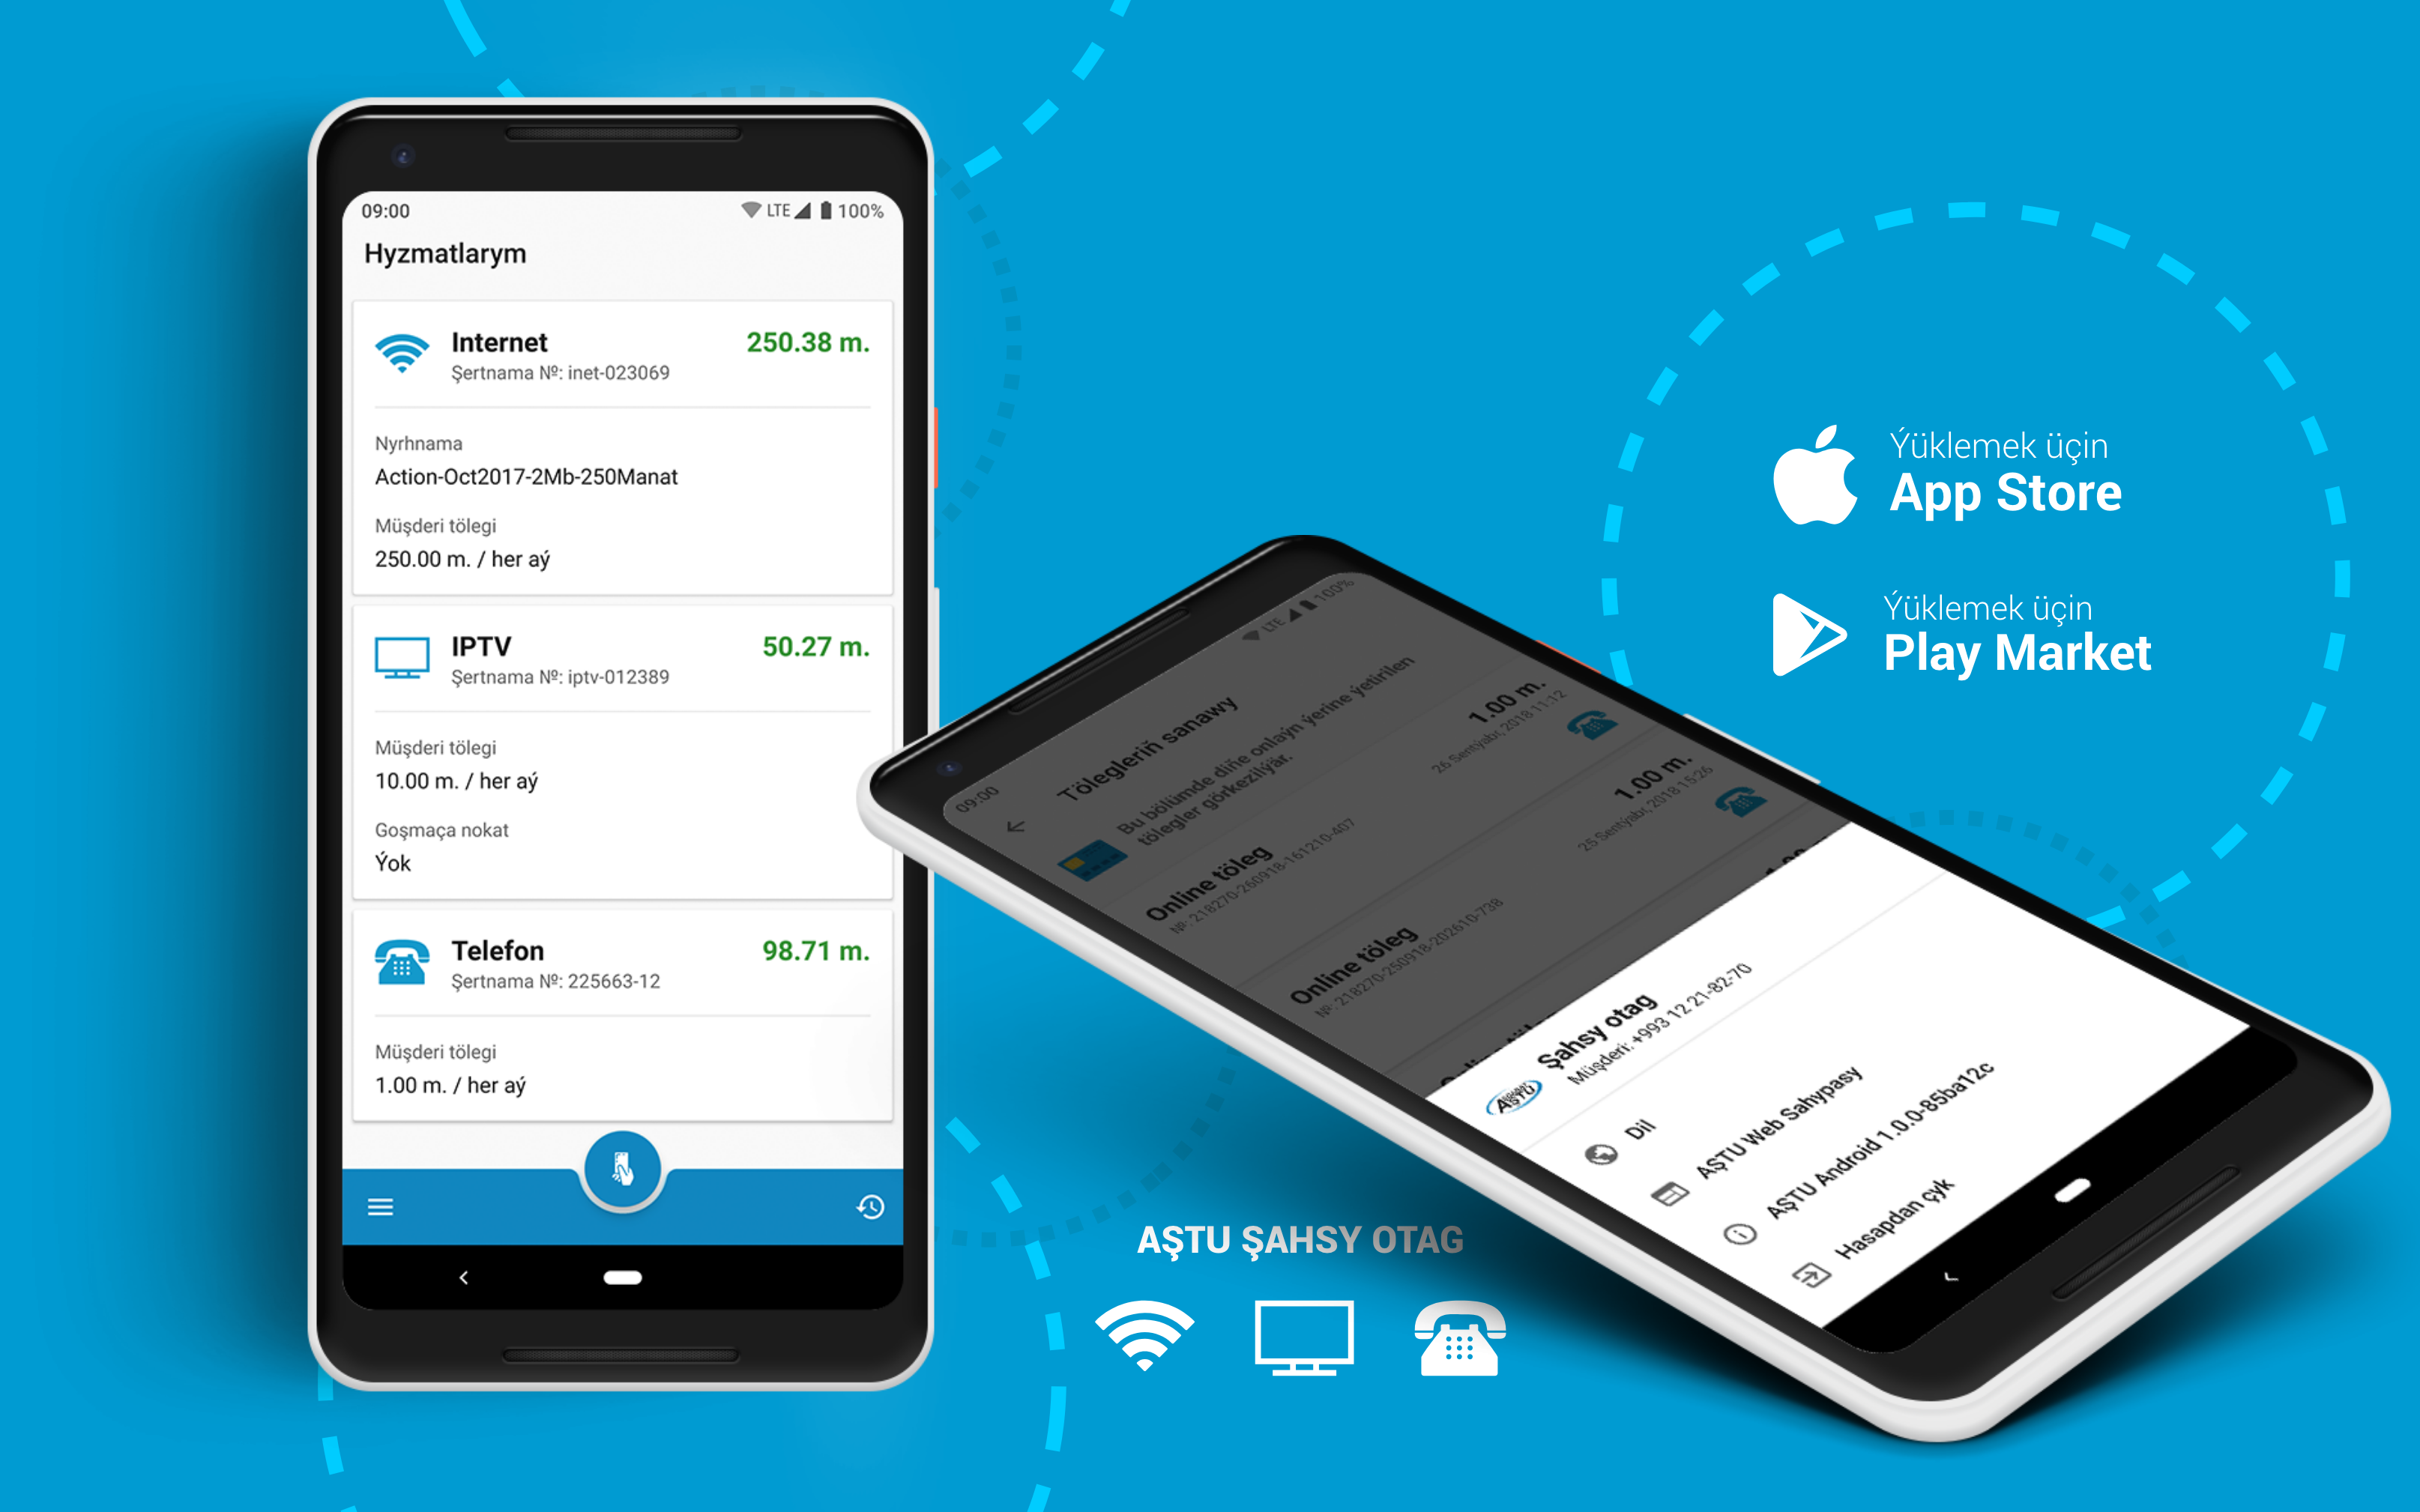 09:00 LTE 100%
Hyzmatlarym
Internet 250.38 m.
Şertnama Nº: inet-023069
Nyrhnama
Action-Oct2017-2Mb-250Manat
Müşderi tölegi
250.00 m. / her aý
IPTV 50.27 m.
Şertnama Nº: iptv-012389
Müşderi tölegi
10.00 m. / her aý
Goşmaça nokat
Ýok
Telefon 98.71 m.
Şertnama Nº: 225663-12
Müşderi tölegi
1.00 m. / her aý
09:00 LTE 100%
Tölegleriň sanawy
Bu bölümde diňe onlaýn ýerine ýetirilen
tölegler görkezilýär.
Online töleg 1.00 m.
Nº: 218270-260918-161210-407 26 Sentýabr, 2018 11:12
Online töleg 1.00 m.
Nº: 218270-250918-202610-738 25 Sentýabr, 2018 15:26
AŞTU
Şahsy otag
Müşderi: +993 12 21-82-70
Dil
AŞTU Web Sahypasy
AŞTU Android 1.0.0-85ba12c
Hasapdan çyk
Ýüklemek üçin
App Store
Ýüklemek üçin
Play Market
AŞTU ŞAHSY OTAG